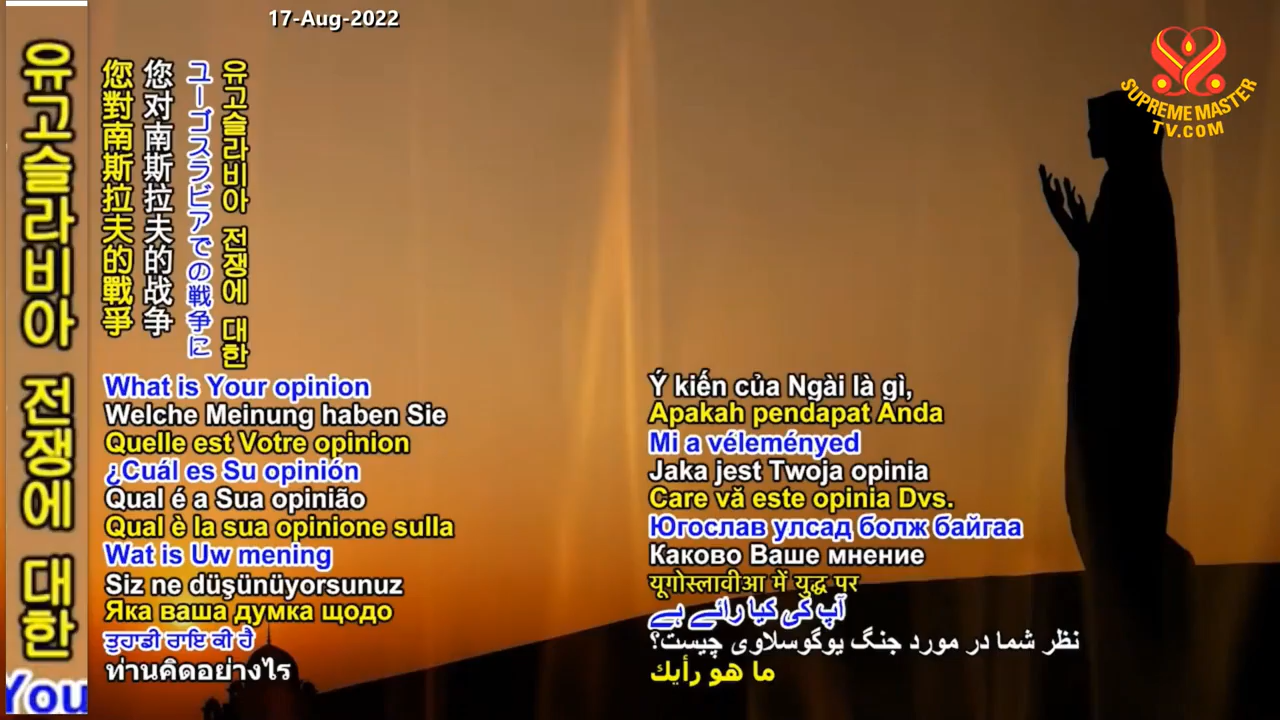 17-Aug-2022
SUPREME MASTER
TV.COM
유고슬라비아 전쟁에 대한
You
您對南斯拉夫的戰爭
您对南斯拉夫的战争
ユーゴスラビアでの戦争に
유고슬라비아 전쟁에 대한
What is Your opinion
Welche Meinung haben Sie
Quelle est Votre opinion
¿Cuál es Su opinión
Qual é a Sua opinião
Qual è la sua opinione sulla
Wat is Uw mening
Siz ne düşünüyorsunuz
Яка ваша думка щодо
ਤੁਹਾਡੀ ਰਾਇ ਕੀ ਹੈ
ท่านคิดอย่างไร
Ý kiến của Ngài là gì,
Apakah pendapat Anda
Mi a véleményed
Jaka jest Twoja opinia
Care vă este opinia Dvs.
Югослав улсад болж байгаа
Каково Ваше мнение
यूगोस्लावीआ में युद्ध पर
آپ کی کیا رائے ہے
نظر شما در مورد جنگ یوگوسلاوی چیست؟
ما هو رأيك